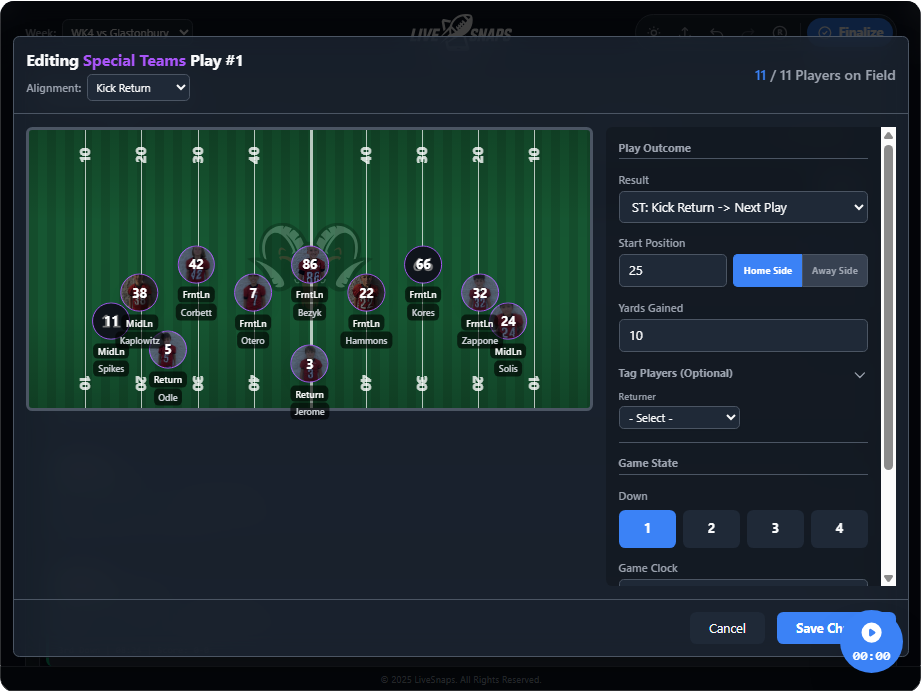 Week: WK4 vs Glastonbury
LIVE SNAPS
Finalize
Editing Special Teams Play #1
Alignment: Kick Return
11 / 11 Players on Field
10 20 30 40 40 30 20 10
42 FrntLn Corbett
86 FrntLn Bezyk
66 FrntLn Kores
38 MidLn Kaplowitz
7 FrntLn Otero
22 FrntLn Hammons
32 FrntLn Zappone
11 MidLn Spikes
24 MidLn Solis
5 Return Odle
3 Return Jerome
10 20 30 40 40 30 20 10
Play Outcome
Result
ST: Kick Return -> Next Play
Start Position
25 Home Side Away Side
Yards Gained
10
Tag Players (Optional)
Returner
- Select -
Game State
Down
1 2 3 4
Game Clock
Cancel
Save Ch
00:00
© 2025 LiveSnaps. All Rights Reserved.